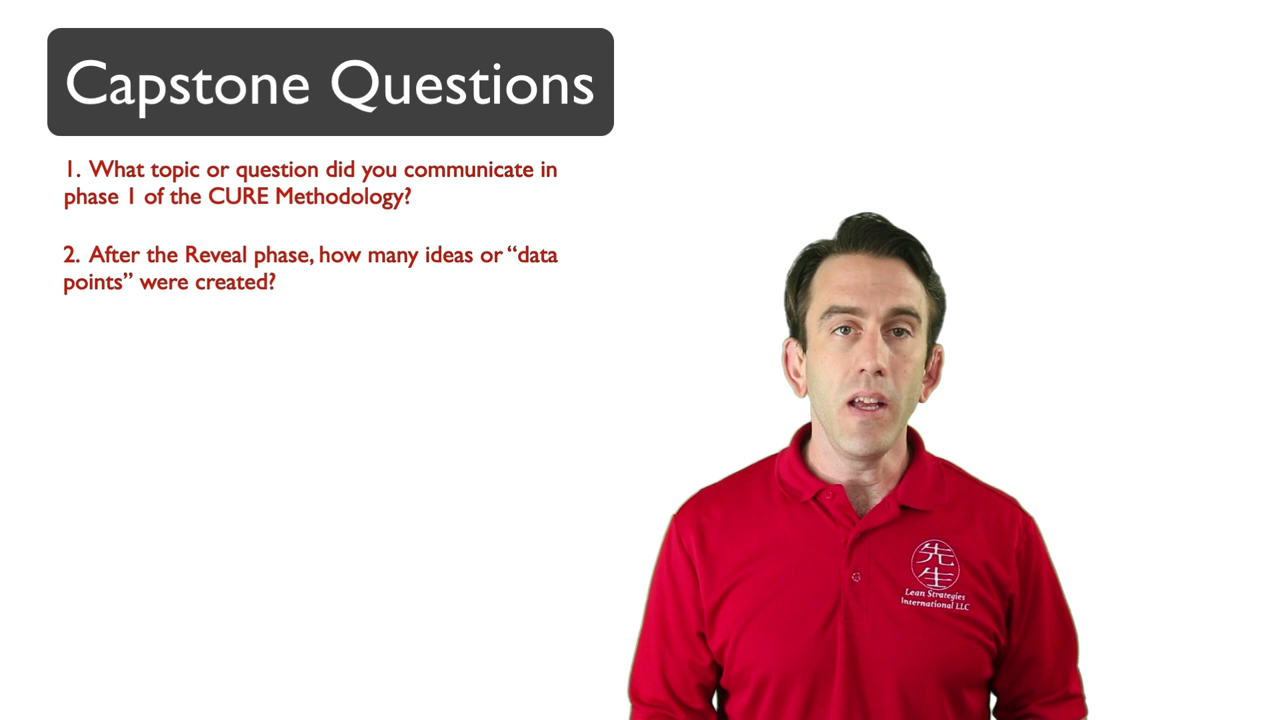 Capstone Questions
1. What topic or question did you communicate in
phase 1 of the CURE Methodology?
2. After the Reveal phase, how many ideas or “data
points” were created?
先
生
Lean Strategies
International LLC